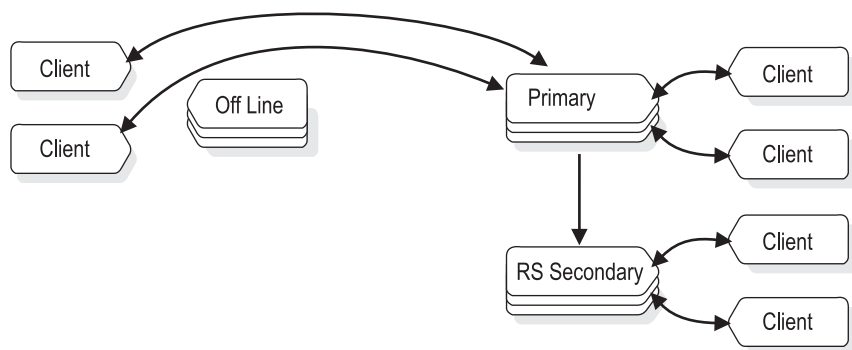 Client
Client
Off Line
Primary
Client
Client
RS Secondary
Client
Client